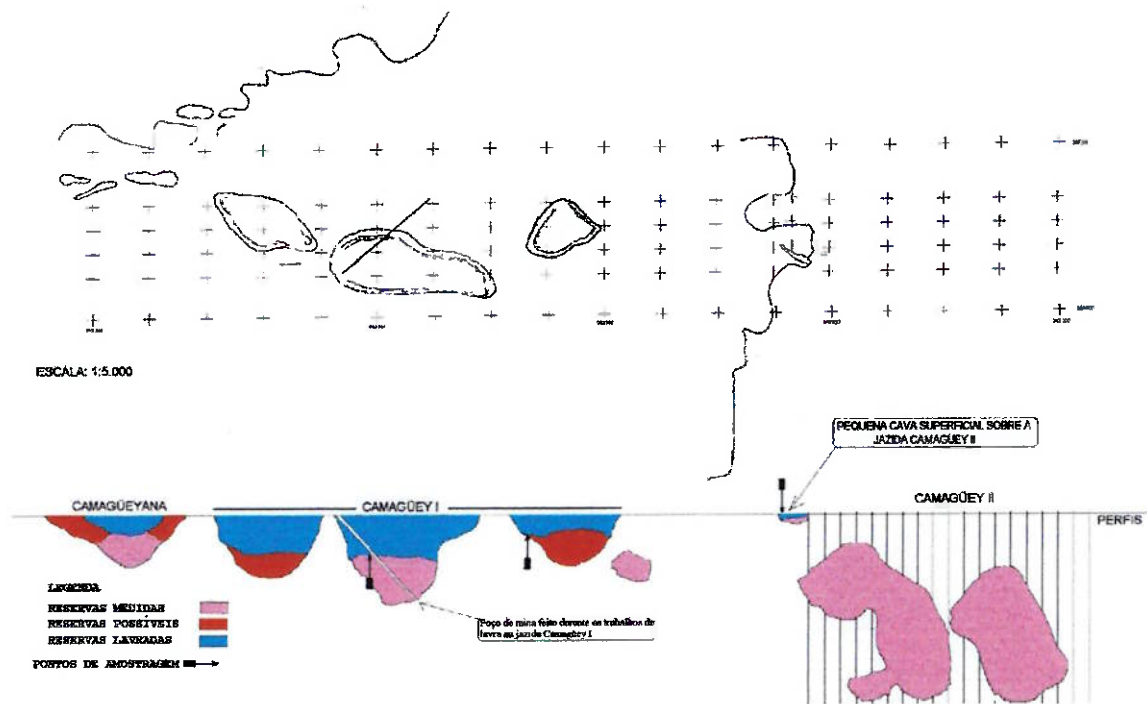 ESCALA: 1:5.000
PEQUENA CAVA SUPERFICIAL SOBRE A
JAZIDA CAMAGÜEY II
CAMAGÜEYANA
CAMAGÜEY I
CAMAGÜEY II
PERFIS
LEGENDA
RESERVAS MEDIDAS
RESERVAS POSSÍVEIS
RESERVAS LAVRADAS
PONTOS DE AMOSTRAGEM
Poço de mina feito durante os trabalhos de
lavra na jazida Camagüey I